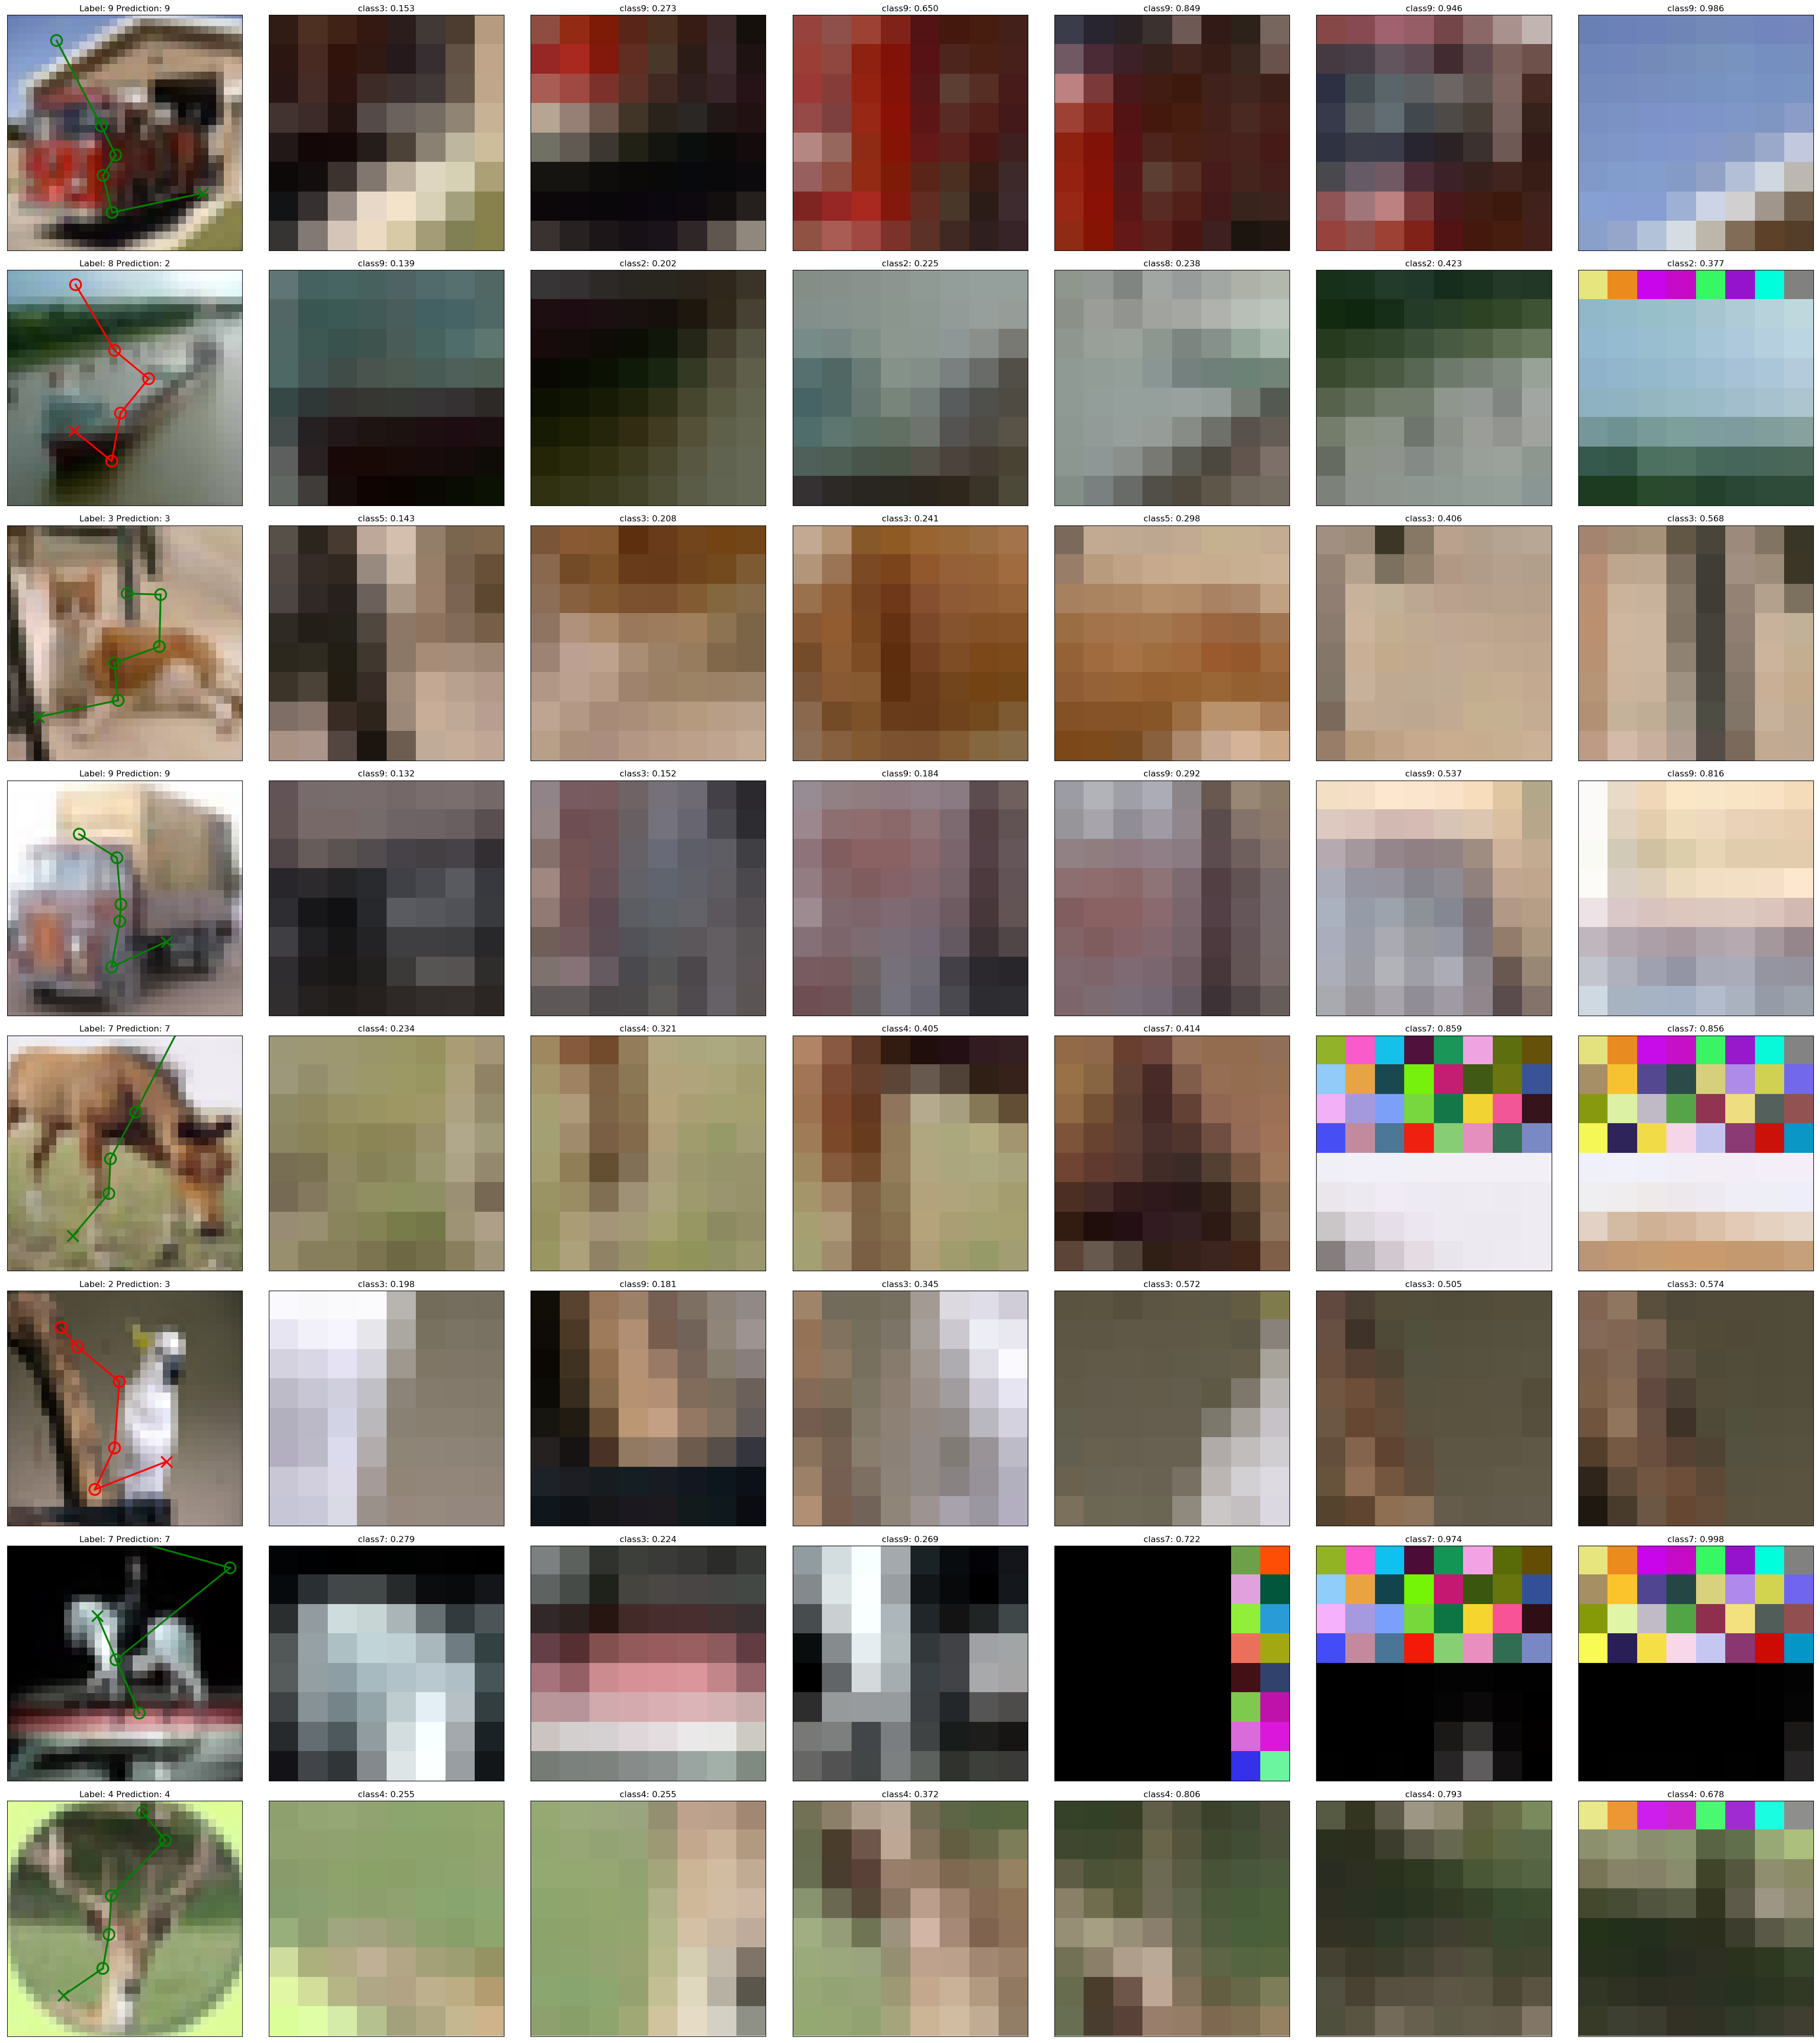 Label: 9 Prediction: 9
class3: 0.153
class9: 0.273
class9: 0.650
class9: 0.849
class9: 0.946
class9: 0.986
Label: 8 Prediction: 2
class9: 0.139
class2: 0.202
class2: 0.225
class8: 0.238
class2: 0.423
class2: 0.377
Label: 3 Prediction: 3
class5: 0.143
class3: 0.208
class3: 0.241
class5: 0.298
class3: 0.406
class3: 0.568
Label: 9 Prediction: 9
class9: 0.132
class3: 0.152
class9: 0.184
class9: 0.292
class9: 0.537
class9: 0.816
Label: 7 Prediction: 7
class4: 0.234
class4: 0.321
class4: 0.405
class7: 0.414
class7: 0.859
class7: 0.856
Label: 2 Prediction: 3
class3: 0.198
class9: 0.181
class3: 0.345
class3: 0.572
class3: 0.505
class3: 0.574
Label: 7 Prediction: 7
class7: 0.279
class3: 0.224
class9: 0.269
class7: 0.722
class7: 0.974
class7: 0.998
Label: 4 Prediction: 4
class4: 0.255
class4: 0.255
class4: 0.372
class4: 0.806
class4: 0.793
class4: 0.678